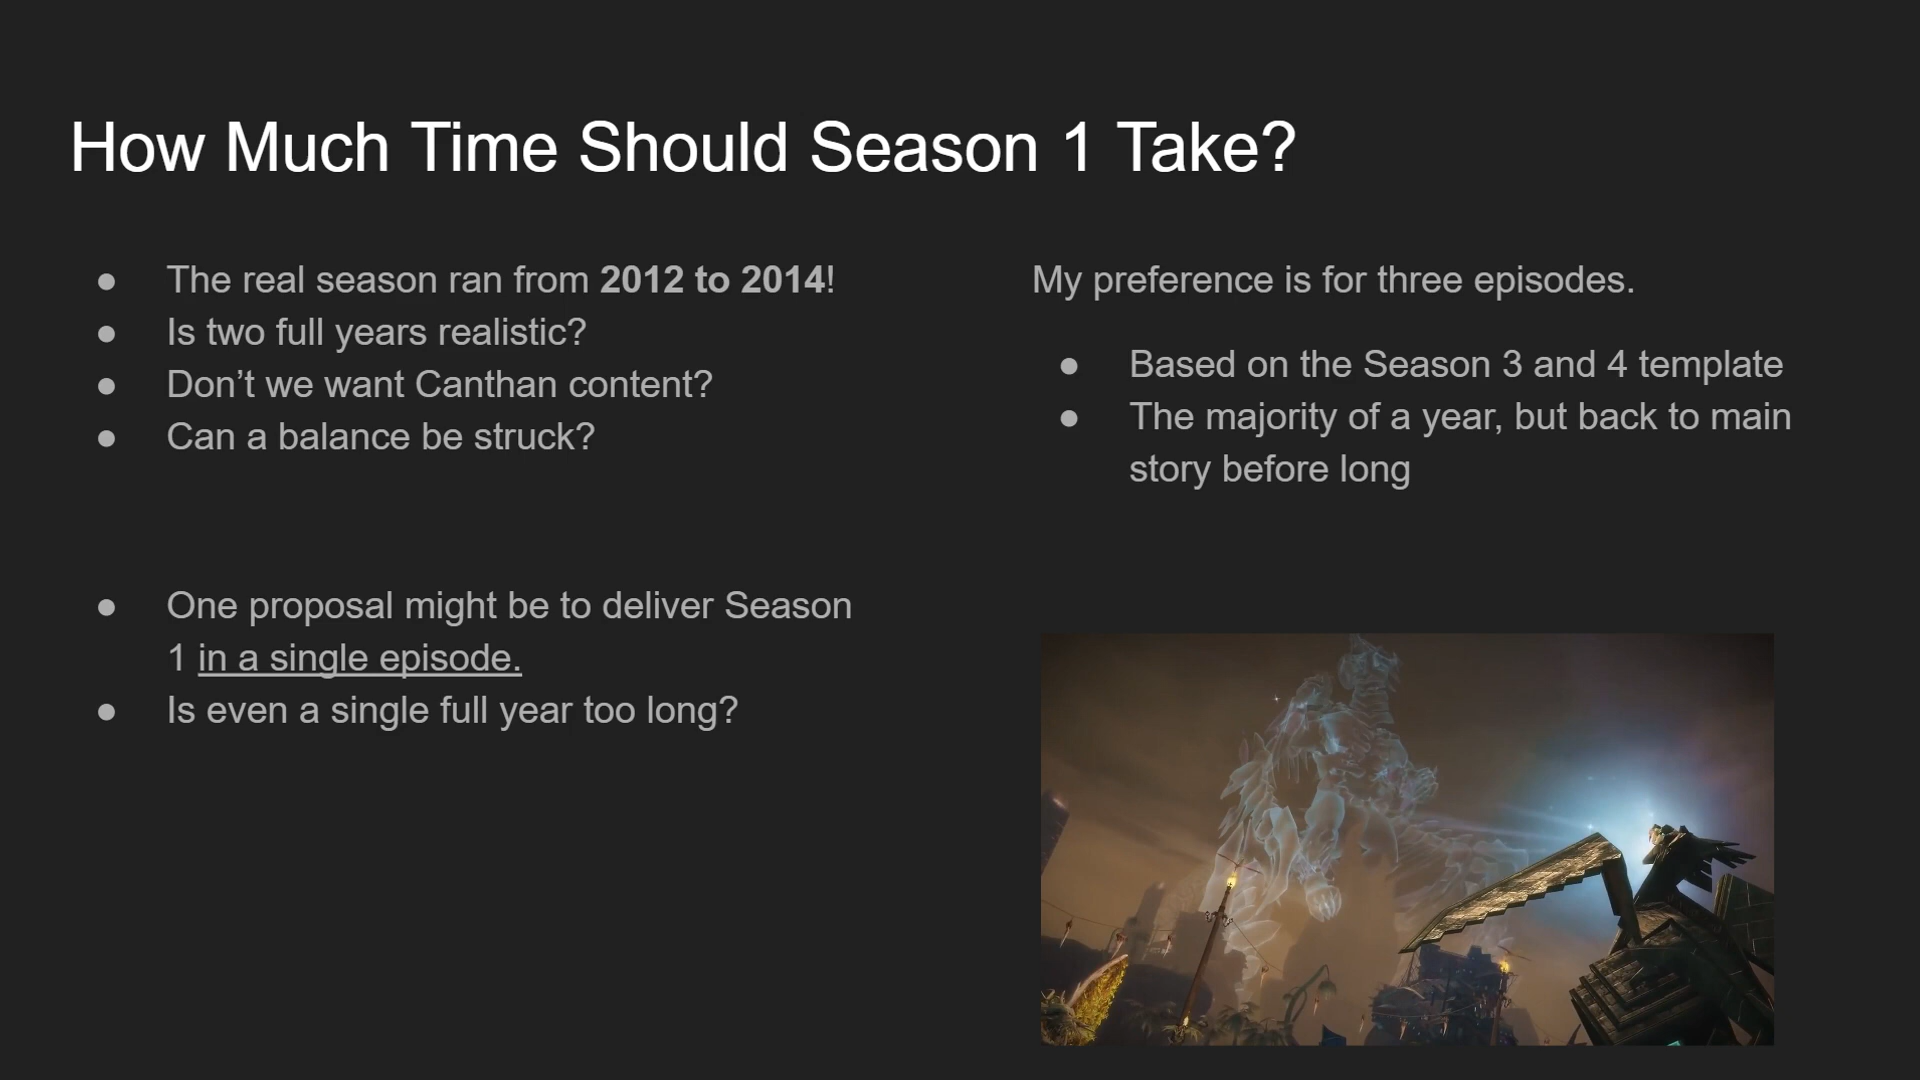 How Much Time Should Season 1 Take?
● The real season ran from 2012 to 2014!
● Is two full years realistic?
● Don’t we want Canthan content?
● Can a balance be struck?
● One proposal might be to deliver Season
1 in a single episode.
● Is even a single full year too long?
My preference is for three episodes.
● Based on the Season 3 and 4 template
● The majority of a year, but back to main
story before long